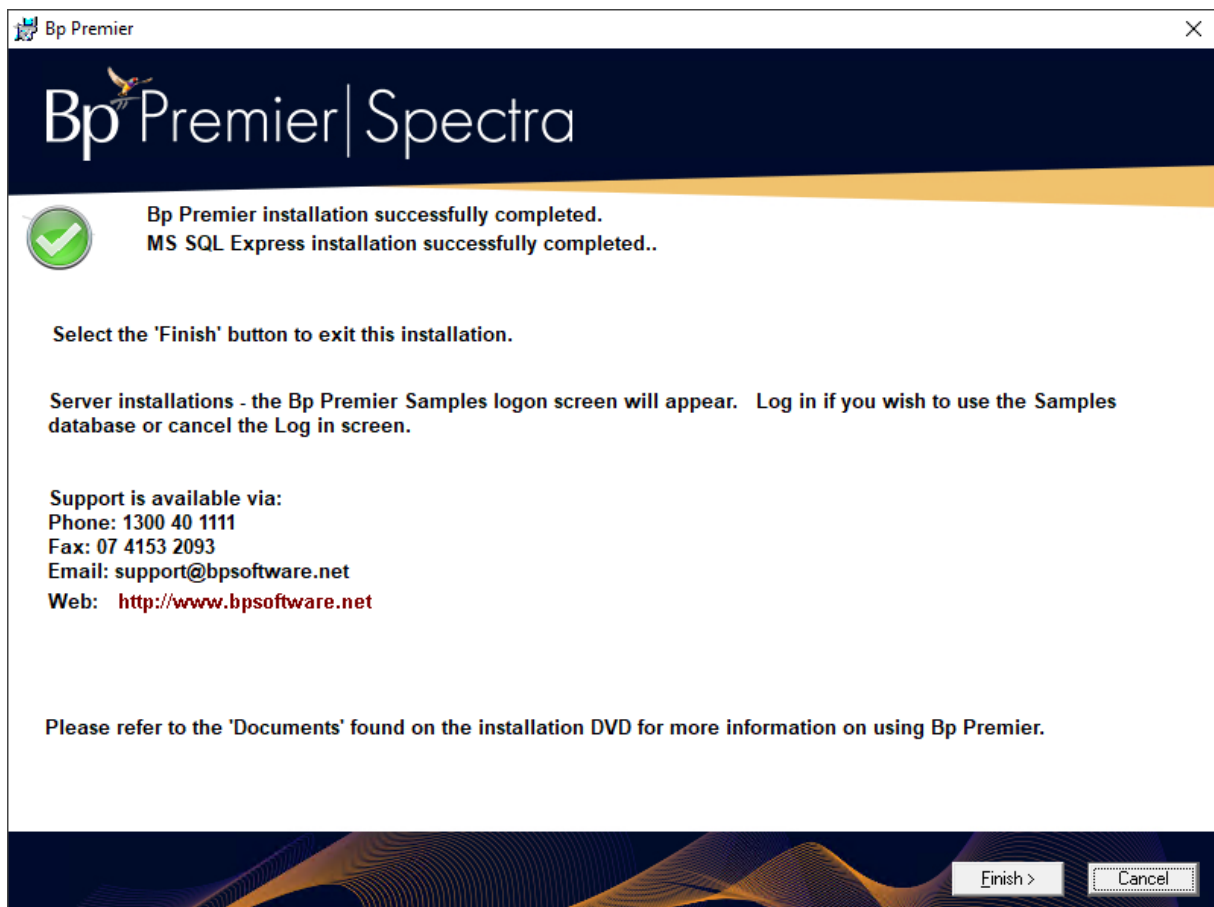 Bp Premier
Bp Premier | Spectra
Bp Premier installation successfully completed.
MS SQL Express installation successfully completed..
Select the 'Finish' button to exit this installation.
Server installations - the Bp Premier Samples logon screen will appear. Log in if you wish to use the Samples
database or cancel the Log in screen.
Support is available via:
Phone: 1300 40 1111
Fax: 07 4153 2093
Email: support@bpsoftware.net
Web: http://www.bpsoftware.net
Please refer to the 'Documents' found on the installation DVD for more information on using Bp Premier.
Finish > Cancel